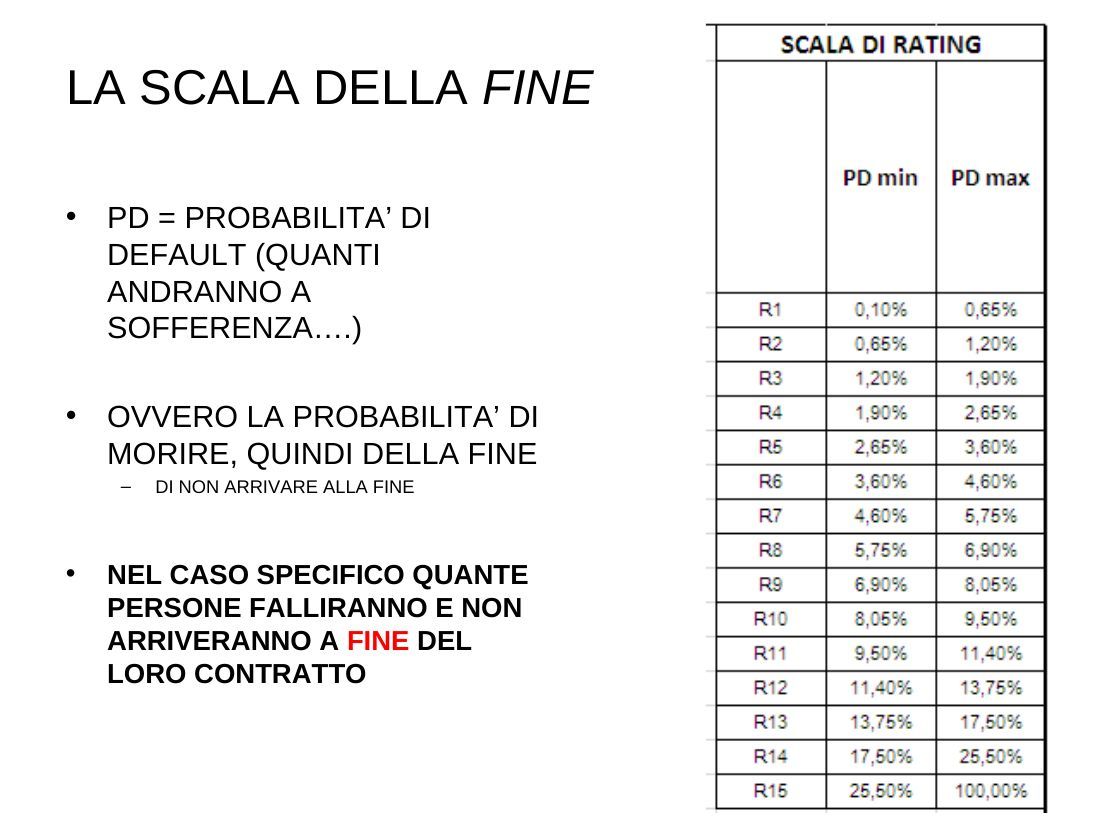 LA SCALA DELLA FINE
• PD = PROBABILITA’ DI
DEFAULT (QUANTI
ANDRANNO A
SOFFERENZA….)
• OVVERO LA PROBABILITA’ DI
MORIRE, QUINDI DELLA FINE
– DI NON ARRIVARE ALLA FINE
• NEL CASO SPECIFICO QUANTE
PERSONE FALLIRANNO E NON
ARRIVERANNO A FINE DEL
LORO CONTRATTO
SCALA DI RATING
PD min PD max
R1 0,10% 0,65%
R2 0,65% 1,20%
R3 1,20% 1,90%
R4 1,90% 2,65%
R5 2,65% 3,60%
R6 3,60% 4,60%
R7 4,60% 5,75%
R8 5,75% 6,90%
R9 6,90% 8,05%
R10 8,05% 9,50%
R11 9,50% 11,40%
R12 11,40% 13,75%
R13 13,75% 17,50%
R14 17,50% 25,50%
R15 25,50% 100,00%